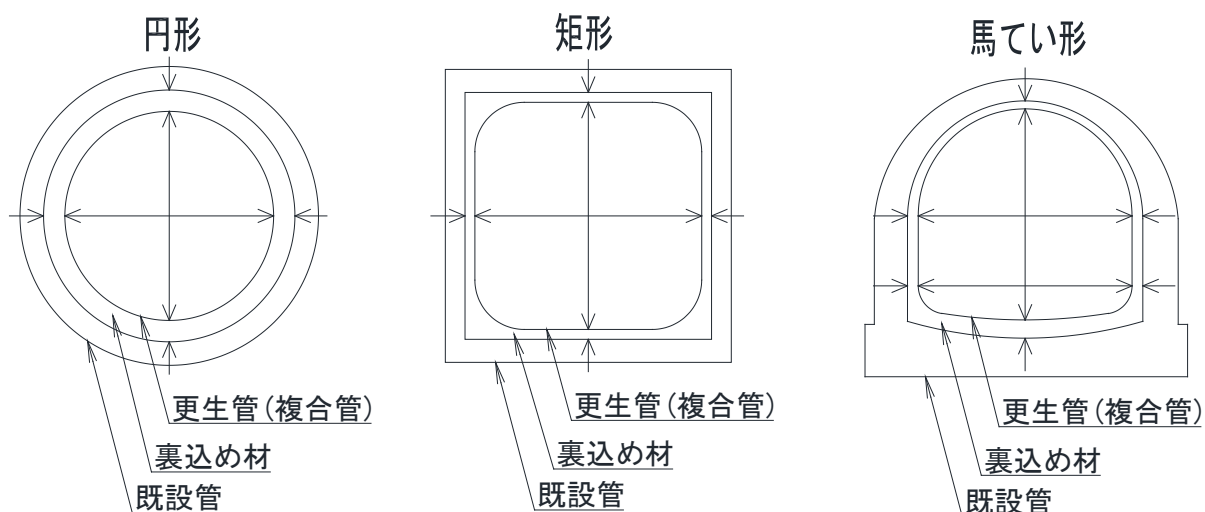 円形
更生管(複合管)
裏込め材
既設管
矩形
更生管(複合管)
裏込め材
既設管
馬てい形
更生管(複合管)
裏込め材
既設管